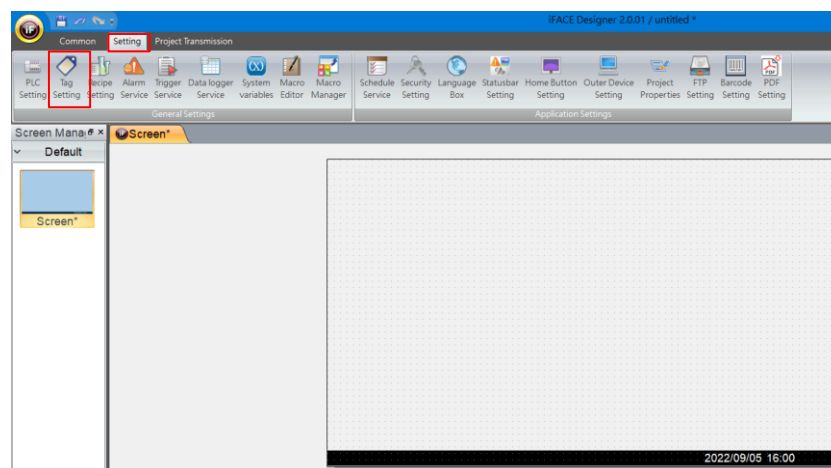 iFACE Designer 2.0.01 / untitled *
Common Setting Project Transmission
PLC Setting Tag Setting Recipe Setting Alarm Service Trigger Service Data logger Service System variables Macro Editor Macro Manager Schedule Service Security Setting Language Box Statusbar Setting Home Button Setting Outer Device Setting Project Properties FTP Setting Barcode Setting PDF Setting
General Settings Application Settings
Screen Mana Screen*
Default
Screen*
2022/09/05 16:00